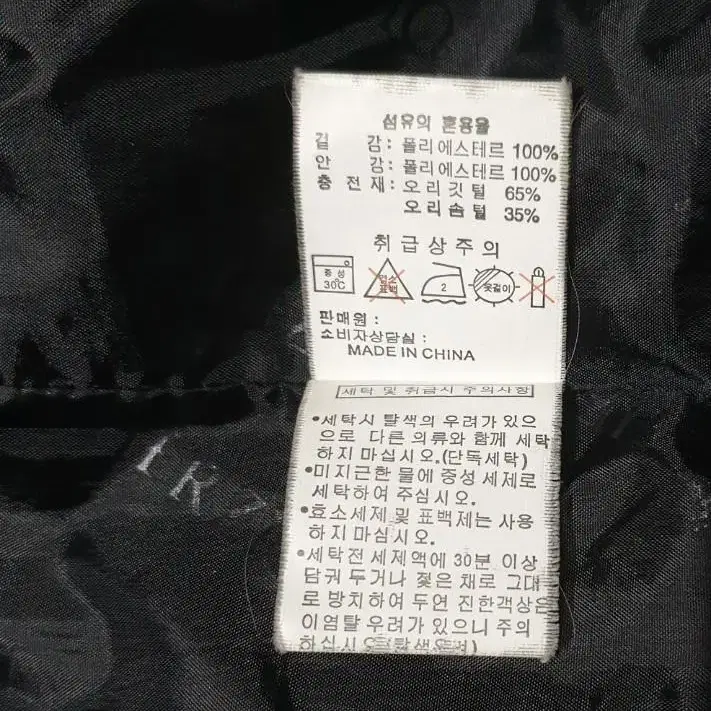 섬유의 혼용율
겉 감: 폴리에스테르 100%
안 감: 폴리에스테르 100%
충 전 재: 오 리 깃 털 65%
오 리 솜 털 35%
취 급 상 주 의
중 성 염소 2 옷걸이
30℃ 표백
판 매 원 :
소비자상담실 :
MADE IN CHINA
세탁 및 취급시 주의사항
•세탁시 탈색의 우려가 있으
으로 다른 의류와 함께 세탁
하지 마십시오.(단독세탁)
•미지근한 물에 중성 세제로
세탁하여 주십시오.
•효소세제 및 표백제는 사용
하지 마십시오.
•세탁전 세제액에 30분 이상
담궈 두거나 젖은 채로 그대
로 방치하여 두면 진한색상은
이염탈 우려가 있으니 주의
하십시오(탈색우려)